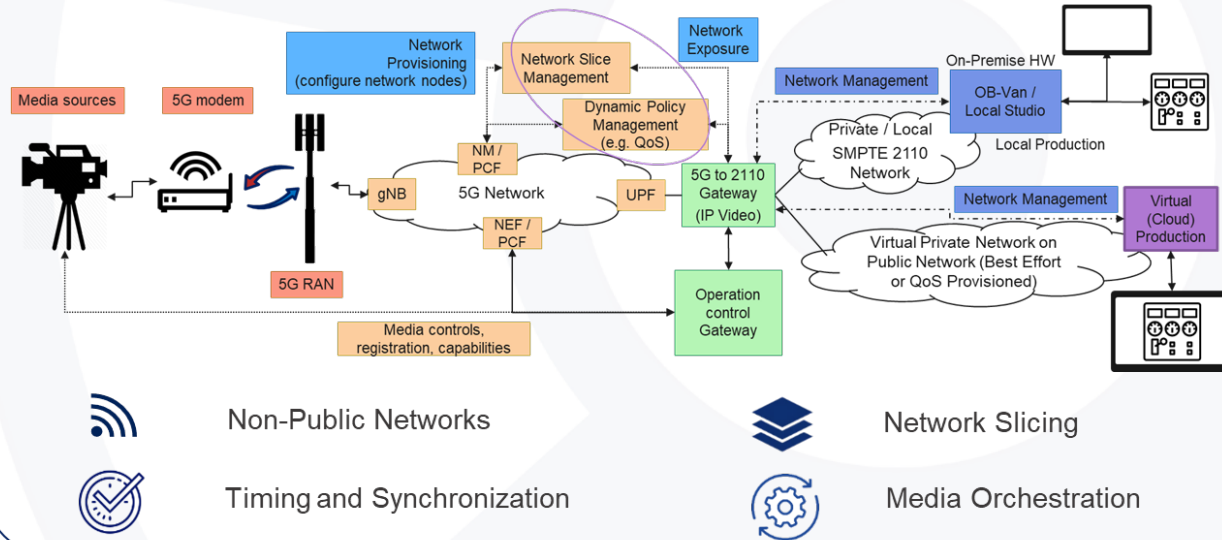 Network
Provisioning
(configure network nodes)
Network Slice
Management
Network
Exposure
Dynamic Policy
Management
(e.g. QoS)
Media sources
5G modem
NM /
PCF
gNB
5G Network
UPF
NEF /
PCF
5G RAN
Media controls,
registration, capabilities
5G to 2110
Gateway
(IP Video)
Operation
control
Gateway
Network Management
On-Premise HW
OB-Van /
Local Studio
Local Production
Private / Local
SMPTE 2110
Network
Network Management
Virtual
(Cloud)
Production
Virtual Private Network on
Public Network (Best Effort
or QoS Provisioned)
Non-Public Networks
Network Slicing
Timing and Synchronization
Media Orchestration